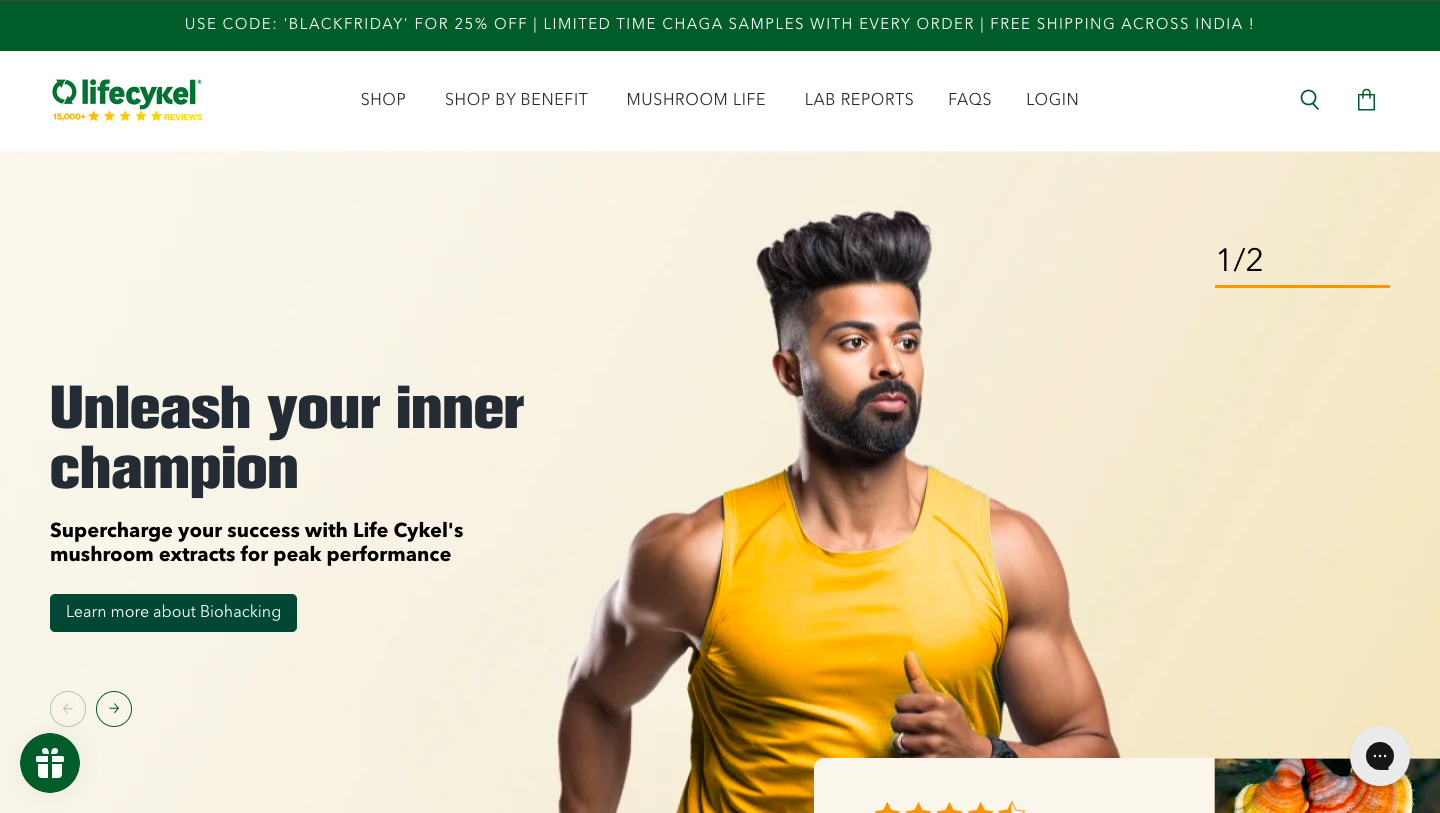 USE CODE: 'BLACKFRIDAY' FOR 25% OFF | LIMITED TIME CHAGA SAMPLES WITH EVERY ORDER | FREE SHIPPING ACROSS INDIA !
lifecykel®
15,000+ REVIEWS
SHOP SHOP BY BENEFIT MUSHROOM LIFE LAB REPORTS FAQS LOGIN
1/2
Unleash your inner
champion
Supercharge your success with Life Cykel's
mushroom extracts for peak performance
Learn more about Biohacking